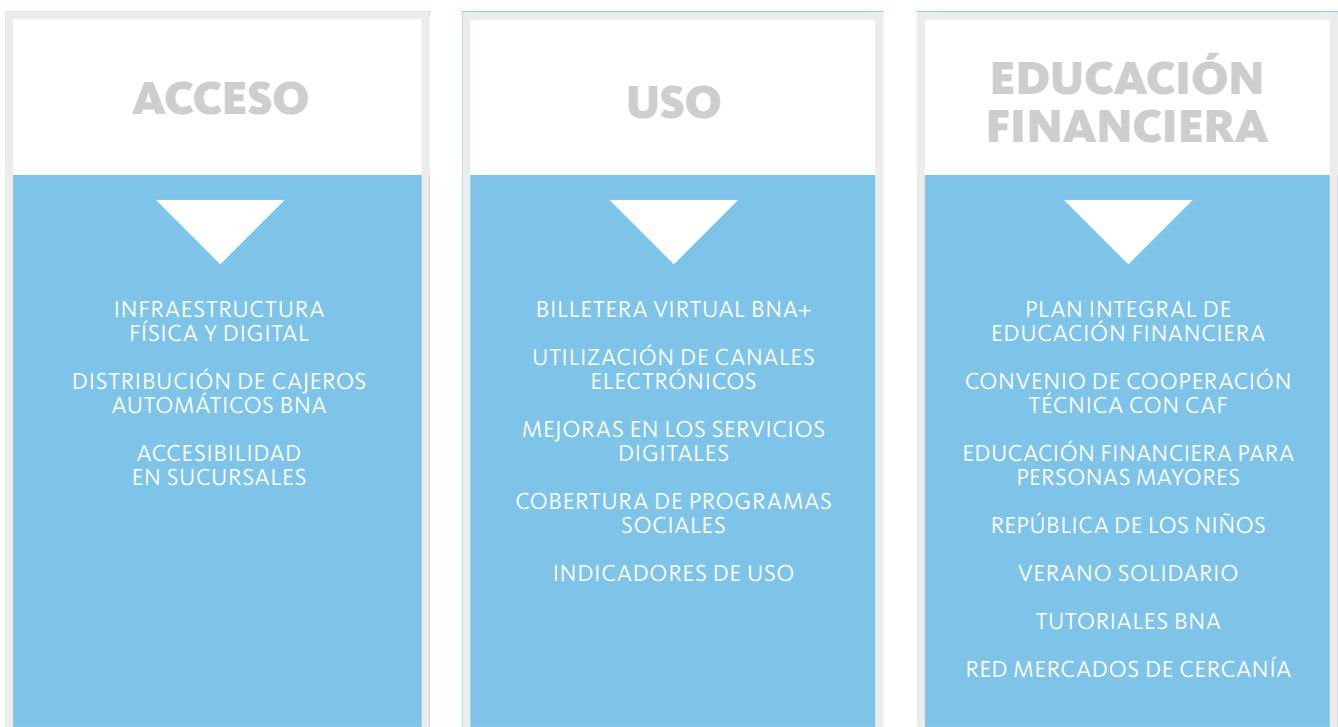 ACCESO
INFRAESTRUCTURA
FÍSICA Y DIGITAL
DISTRIBUCIÓN DE CAJEROS
AUTOMÁTICOS BNA
ACCESIBILIDAD
EN SUCURSALES
USO
BILLETERA VIRTUAL BNA+
UTILIZACIÓN DE CANALES
ELECTRÓNICOS
MEJORAS EN LOS SERVICIOS
DIGITALES
COBERTURA DE PROGRAMAS
SOCIALES
INDICADORES DE USO
EDUCACIÓN
FINANCIERA
PLAN INTEGRAL DE
EDUCACIÓN FINANCIERA
CONVENIO DE COOPERACIÓN
TÉCNICA CON CAF
EDUCACIÓN FINANCIERA PARA
PERSONAS MAYORES
REPÚBLICA DE LOS NIÑOS
VERANO SOLIDARIO
TUTORIALES BNA
RED MERCADOS DE CERCANÍA